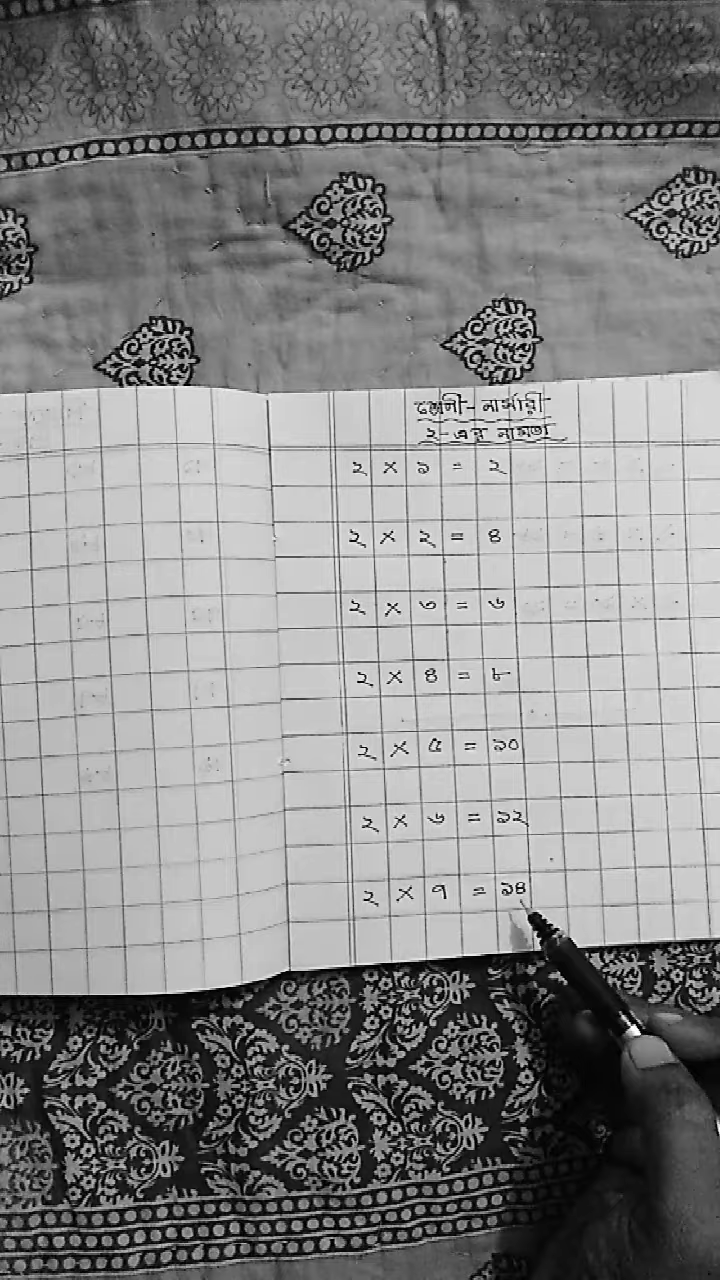 শ্রেণী - নার্সারী
২ - এর নামতা
২ × ১ = ২
২ × ২ = ৪
২ × ৩ = ৬
২ × ৪ = ৮
২ × ৫ = ১০
২ × ৬ = ১২
২ × ৭ = ১৪